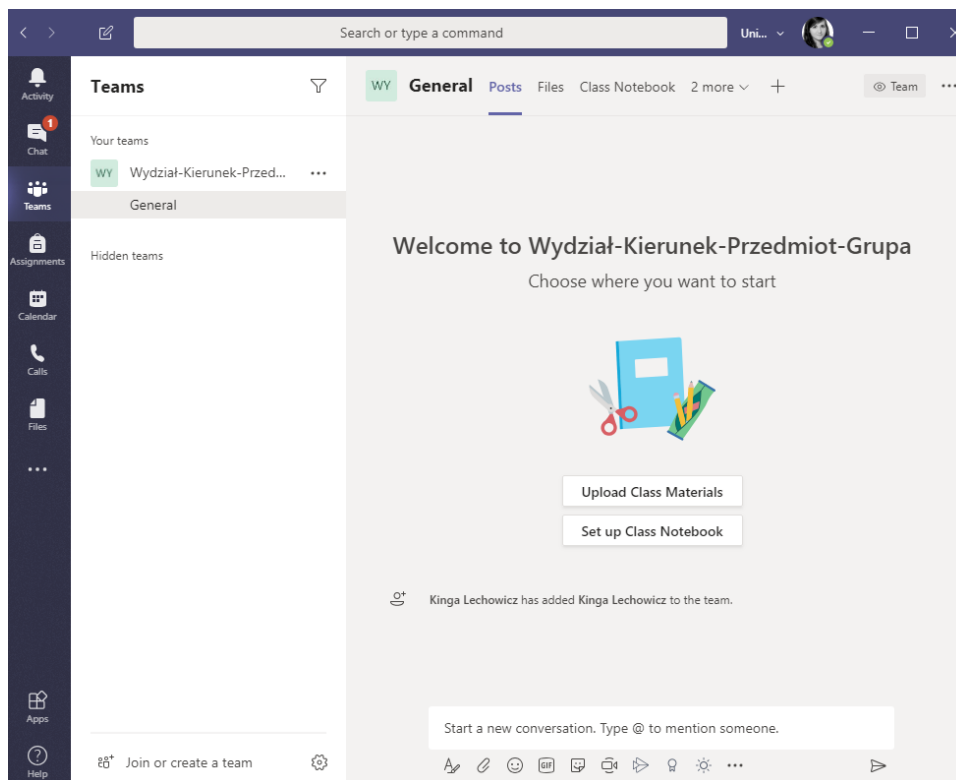 Search or type a command
Uni...
Activity
Chat
1
Teams
Assignments
Calendar
Calls
Files
Apps
Help
Teams
Your teams
WY Wydział-Kierunek-Przed...
General
Hidden teams
Join or create a team
WY General Posts Files Class Notebook 2 more
Team
Welcome to Wydział-Kierunek-Przedmiot-Grupa
Choose where you want to start
Upload Class Materials
Set up Class Notebook
Kinga Lechowicz has added Kinga Lechowicz to the team.
Start a new conversation. Type @ to mention someone.
GIF